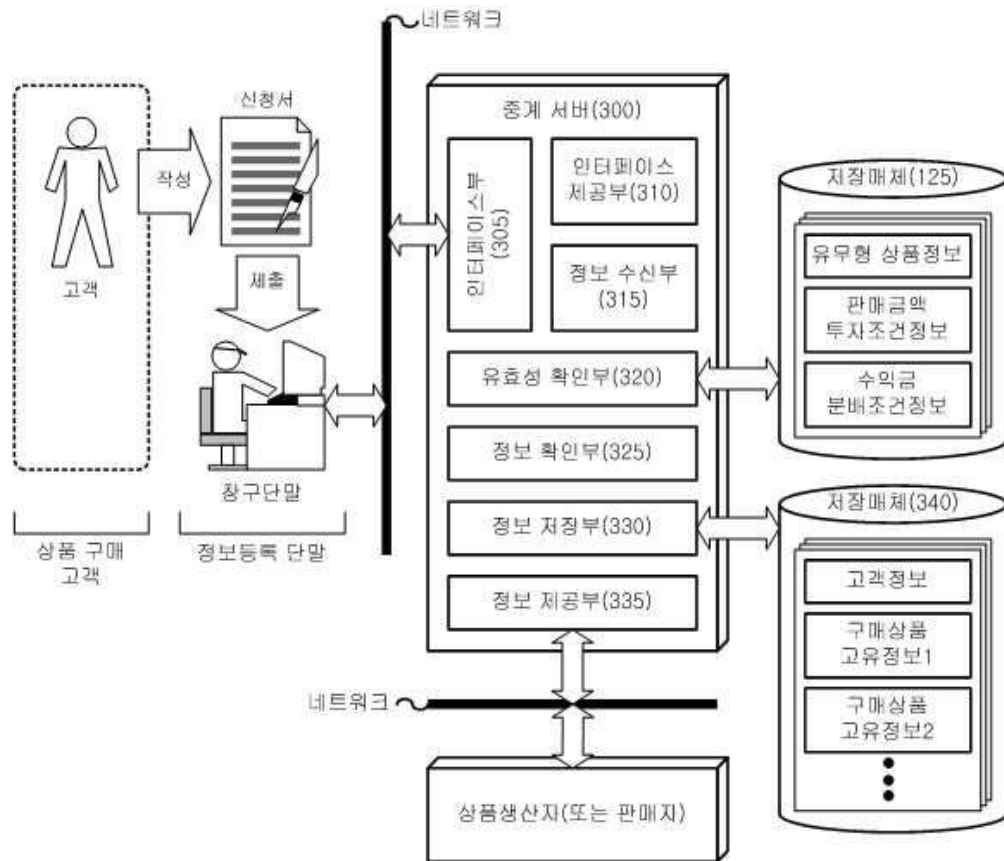 네트워크
신청서
작성
고객
제출
창구단말
상품 구매
고객
정보등록 단말
중계 서버(300)
인터페이스부
(305)
인터페이스
제공부(310)
정보 수신부
(315)
유효성 확인부(320)
정보 확인부(325)
정보 저장부(330)
정보 제공부(335)
저장매체(125)
유무형 상품정보
판매금액
투자조건정보
수익금
분배조건정보
저장매체(340)
고객정보
구매상품
고유정보1
구매상품
고유정보2
네트워크
상품생산지(또는 판매자)